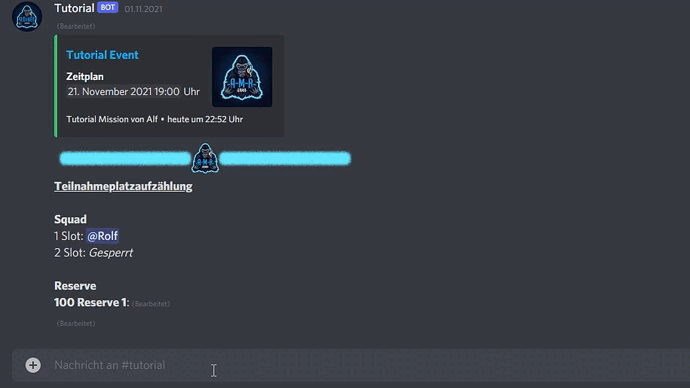 Tutorial BOT 01.11.2021
(Bearbeitet)
Tutorial Event
Zeitplan
21. November 2021 19:00 Uhr
Tutorial Mission von Alf • heute um 22:52 Uhr
A-M-A
Teilnahmeplatzaufzählung
Squad
1 Slot: @Rolf
2 Slot: Gesperrt
Reserve
100 Reserve 1: (Bearbeitet)
(Bearbeitet)
Nachricht an #tutorial